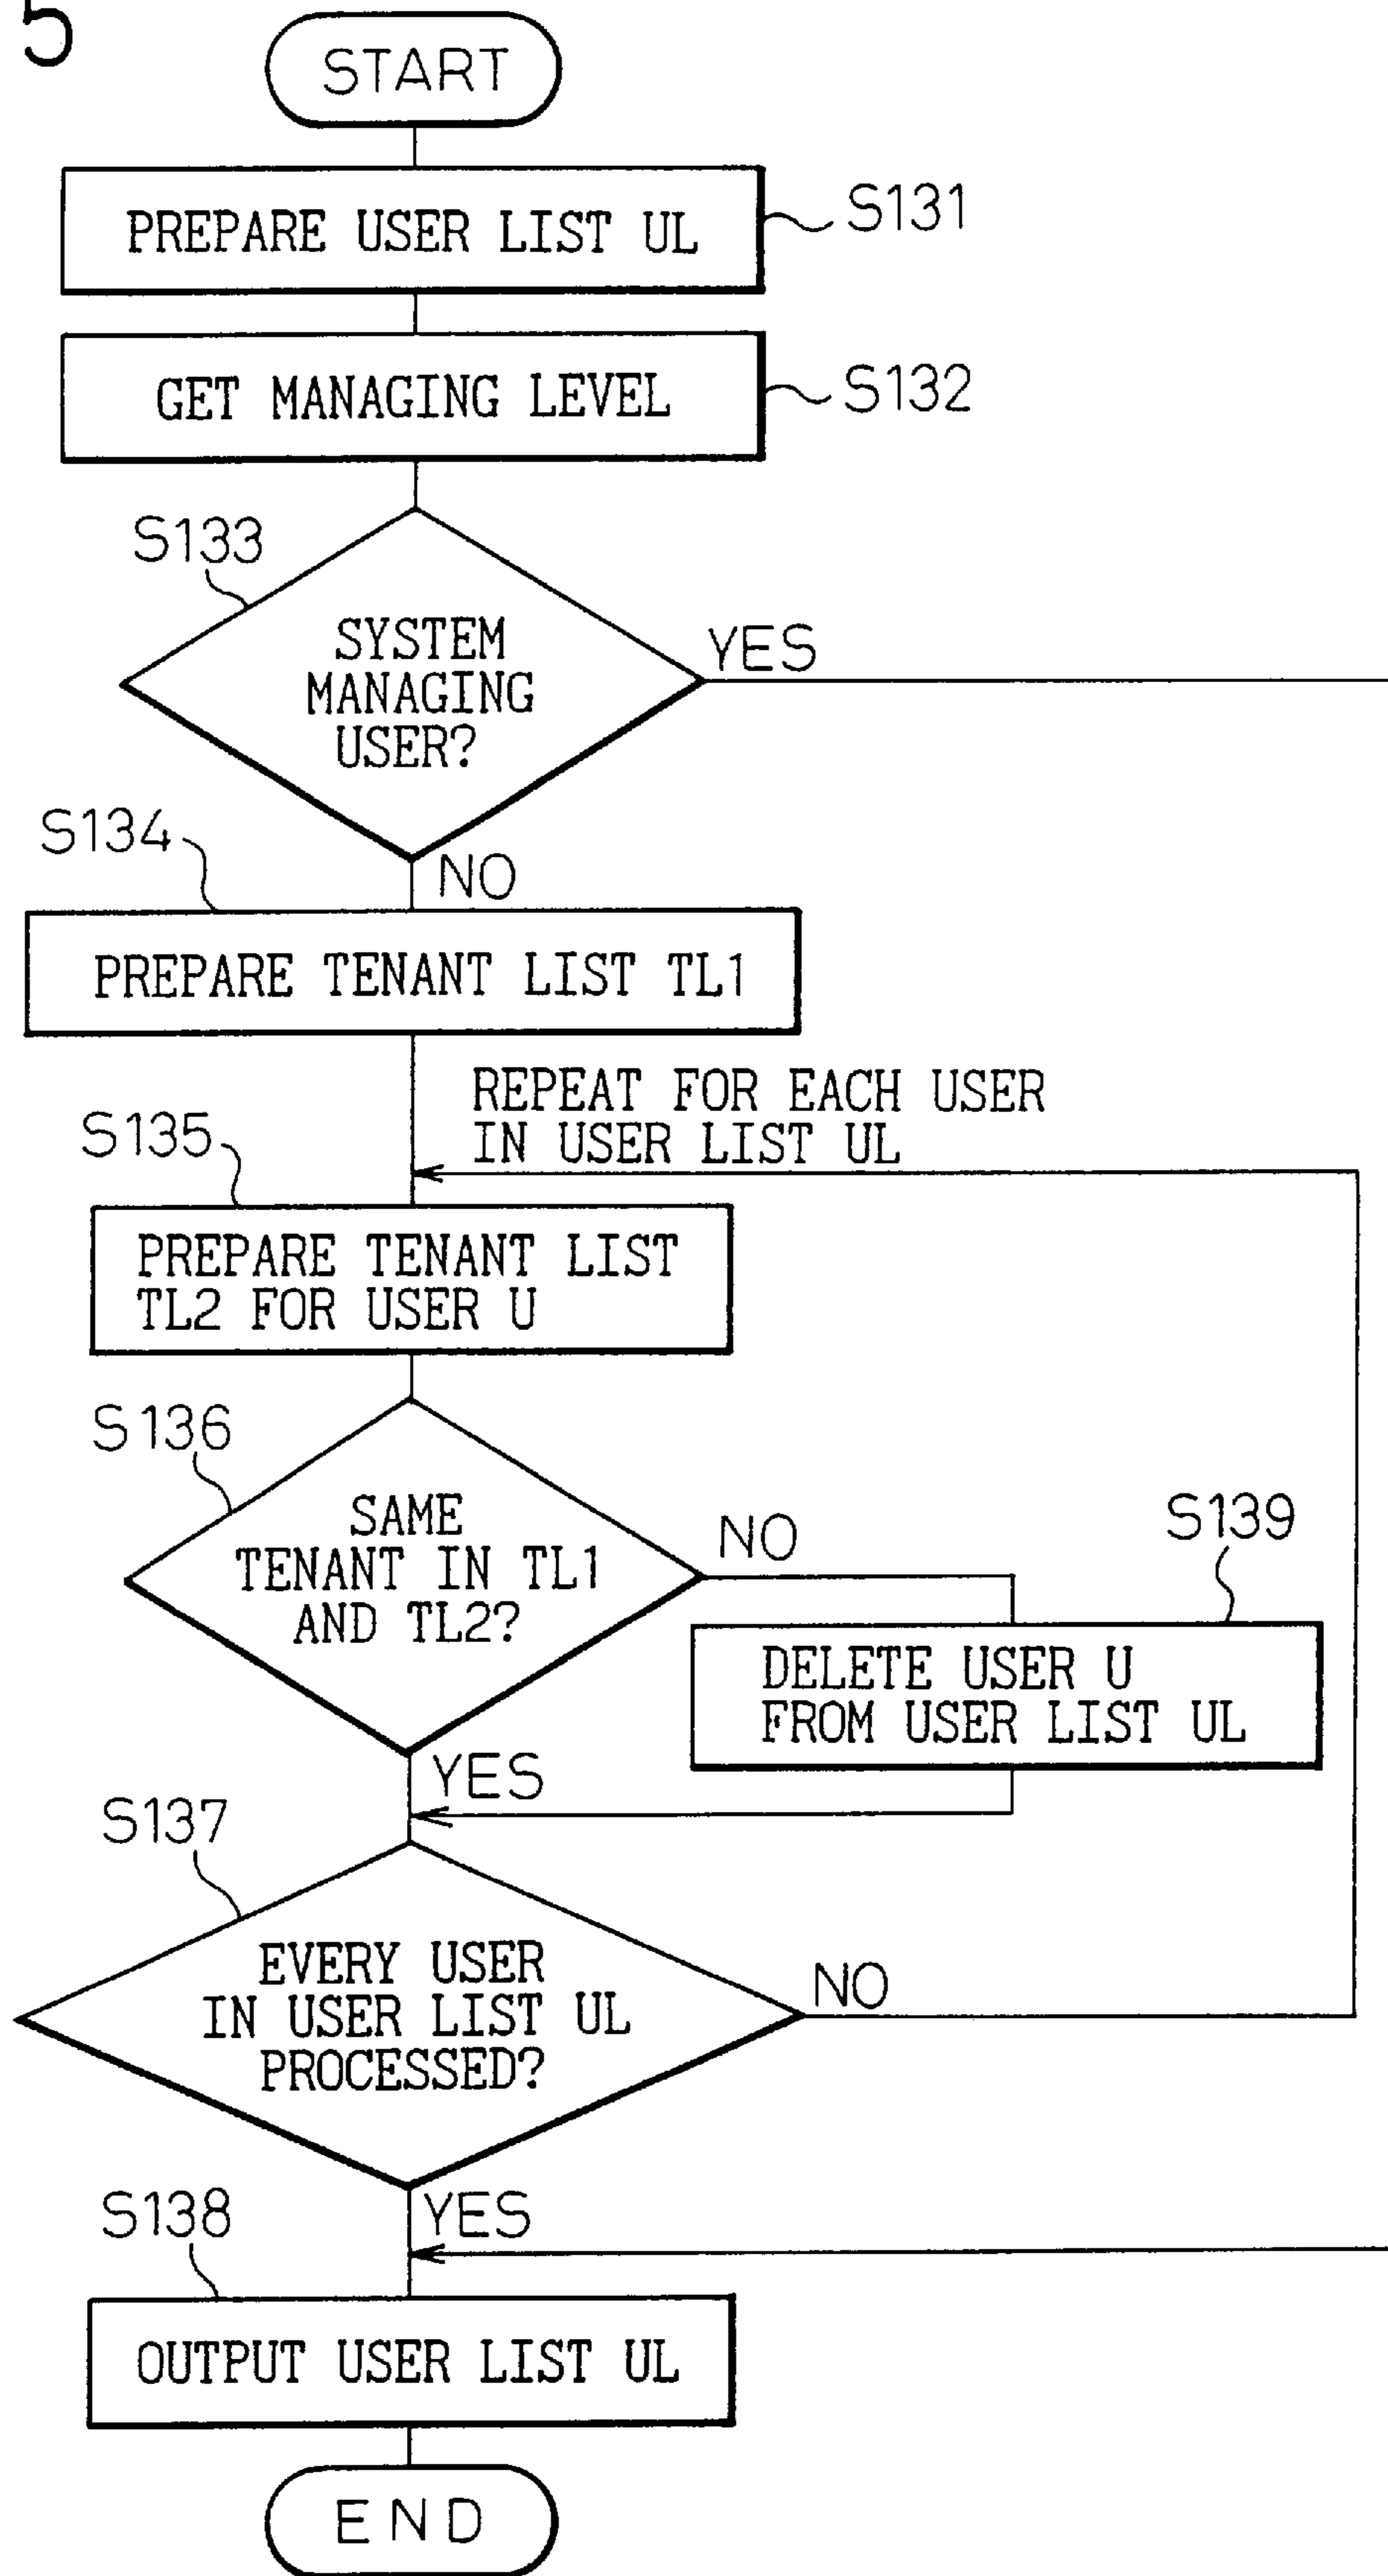 5
START
PREPARE USER LIST UL
S131
GET MANAGING LEVEL
S132
S133
SYSTEM
MANAGING
USER?
YES
S134
NO
PREPARE TENANT LIST TL1
REPEAT FOR EACH USER
IN USER LIST UL
S135
PREPARE TENANT LIST
TL2 FOR USER U
S136
SAME
TENANT IN TL1
AND TL2?
NO
S139
DELETE USER U
FROM USER LIST UL
YES
S137
EVERY USER
IN USER LIST UL
PROCESSED?
NO
S138
YES
OUTPUT USER LIST UL
END